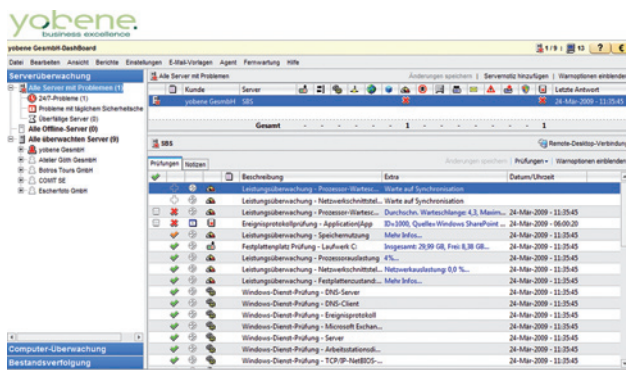 yobene.
business excellence
yobene GesmbH-DashBoard
1/9 : 13 ? €
Datei Bearbeiten Ansicht Berichte Einstellungen E-Mail-Vorlagen Agent Fernwartung Hilfe
Serverüberwachung
Alle Server mit Problemen (1)
24/7-Probleme (1)
Probleme mit täglichem Sicherheitsche
Überfällige Server (0)
Alle Offline-Server (0)
Alle überwachten Server (9)
yobene GesmbH
Atelier Göth GesmbH
Botros Tours GmbH
COMIT SE
Escherfoto GmbH
Computer-Überwachung
Bestandsverfolgung
Alle Server mit Problemen
Änderungen speichern | Servernotiz hinzufügen | Warnoptionen einblenden
Kunde Server Letzte Antwort
yobene GesmbH SBS 24-Mär-2009 - 11:35:45
Gesamt - - - - - 1 - - - - - - 1
SBS
Remote-Desktop-Verbindung
Prüfungen Notizen
Änderungen speichern | Prüfungen | Warnoptionen einblenden
Beschreibung Extra Datum/Uhrzeit
Leistungsüberwachung - Prozessor-Wartesc... Warte auf Synchronisation
Leistungsüberwachung - Netzwerkschnittstel... Warte auf Synchronisation
Leistungsüberwachung - Prozessor-Wartesc... Durchschn. Warteschlange: 4,3, Maxim... 24-Mär-2009 - 11:35:45
Ereignisprotokollprüfung - Application|App ID=1000, Quelle=Windows SharePoint ... 24-Mär-2009 - 06:00:20
Leistungsüberwachung - Speichernutzung Mehr Infos... 24-Mär-2009 - 11:35:45
Festplattenplatz Prüfung - Laufwerk C: Insgesamt: 29,99 GB, Frei: 8,38 GB... 24-Mär-2009 - 11:35:45
Leistungsüberwachung - Prozessorauslastung 4%... 24-Mär-2009 - 11:35:45
Leistungsüberwachung - Netzwerkschnittstel... Netzwerkauslastung: 0,0 %... 24-Mär-2009 - 11:35:45
Leistungsüberwachung - Festplattenzustand... Mehr Infos... 24-Mär-2009 - 11:35:45
Windows-Dienst-Prüfung - DNS-Server 24-Mär-2009 - 11:35:45
Windows-Dienst-Prüfung - DNS-Client 24-Mär-2009 - 11:35:45
Windows-Dienst-Prüfung - Ereignisprotokoll 24-Mär-2009 - 11:35:45
Windows-Dienst-Prüfung - Microsoft Exchan... 24-Mär-2009 - 11:35:45
Windows-Dienst-Prüfung - Server 24-Mär-2009 - 11:35:45
Windows-Dienst-Prüfung - Arbeitsstationsdi... 24-Mär-2009 - 11:35:45
Windows-Dienst-Prüfung - TCP/IP-NetBIOS-... 24-Mär-2009 - 11:35:45